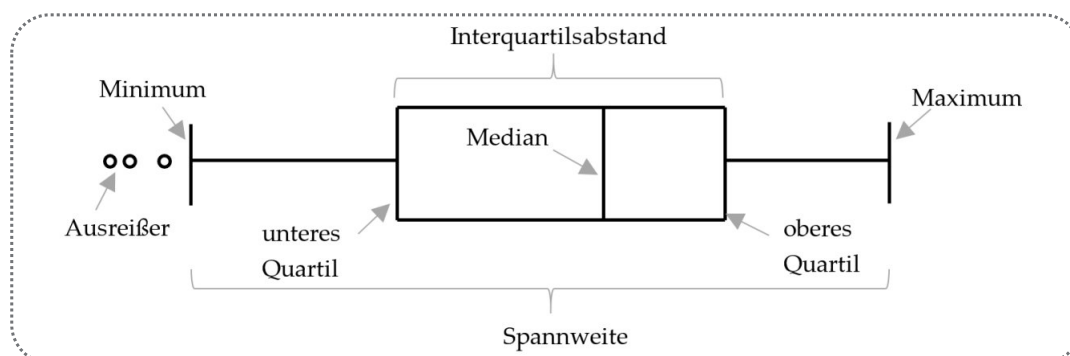 Interquartilsabstand
Minimum
Maximum
Median
Ausreißer
unteres
Quartil
oberes
Quartil
Spannweite